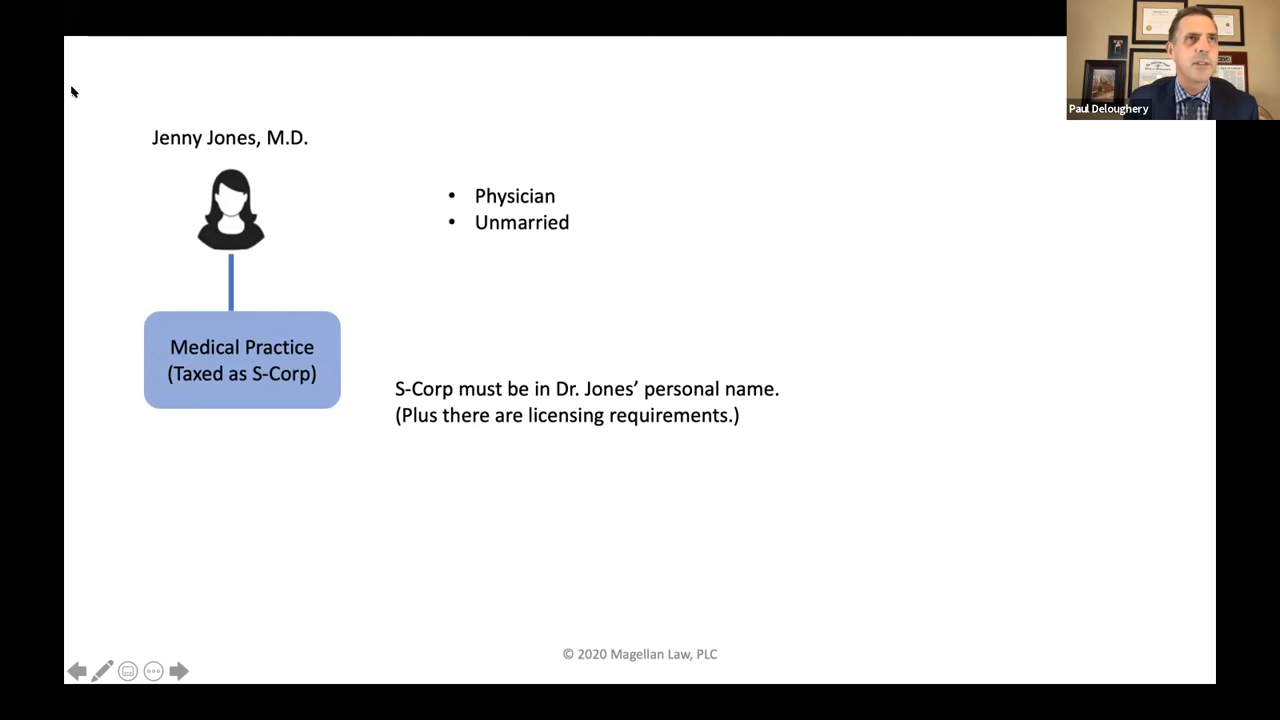 Paul Deloughery
Jenny Jones, M.D.
• Physician
• Unmarried
Medical Practice
(Taxed as S-Corp)
S-Corp must be in Dr. Jones’ personal name.
(Plus there are licensing requirements.)
© 2020 Magellan Law, PLC